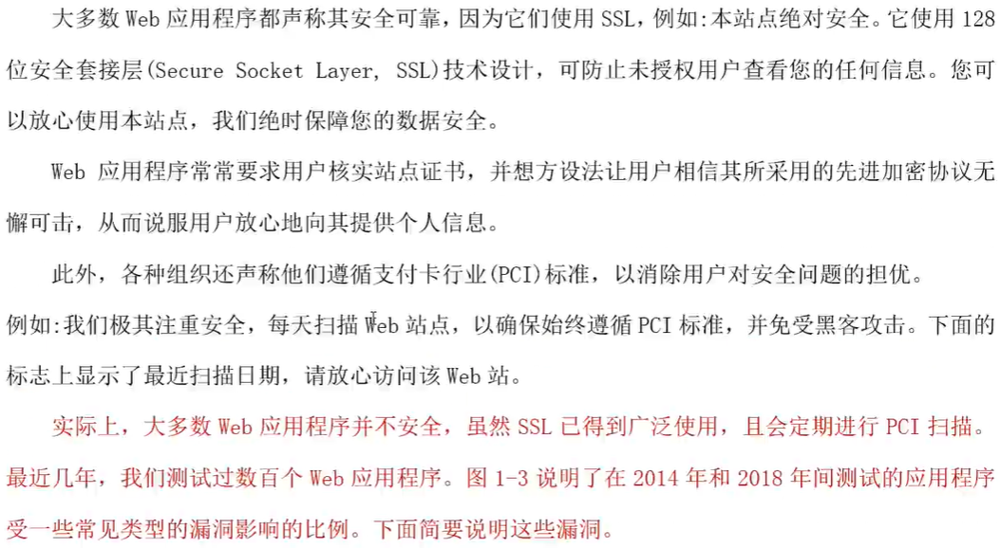 大多数 Web 应用程序都声称其安全可靠，因为它们使用 SSL，例如:本站点绝对安全。它使用 128
位安全套接层(Secure Socket Layer, SSL)技术设计，可防止未授权用户查看您的任何信息。您可
以放心使用本站点，我们绝时保障您的数据安全。
Web 应用程序常常要求用户核实站点证书，并想方设法让用户相信其所采用的先进加密协议无
懈可击，从而说服用户放心地向其提供个人信息。
此外，各种组织还声称他们遵循支付卡行业(PCI)标准，以消除用户对安全问题的担优。
例如:我们极其注重安全，每天扫描 Web 站点，以确保始终遵循 PCI 标准，并免受黑客攻击。下面的
标志上显示了最近扫描日期，请放心访问该 Web 站。
实际上，大多数 Web 应用程序并不安全，虽然 SSL 已得到广泛使用，且会定期进行 PCI 扫描。
最近几年，我们测试过数百个 Web 应用程序。图 1-3 说明了在 2014 年和 2018 年间测试的应用程序
受一些常见类型的漏洞影响的比例。下面简要说明这些漏洞。